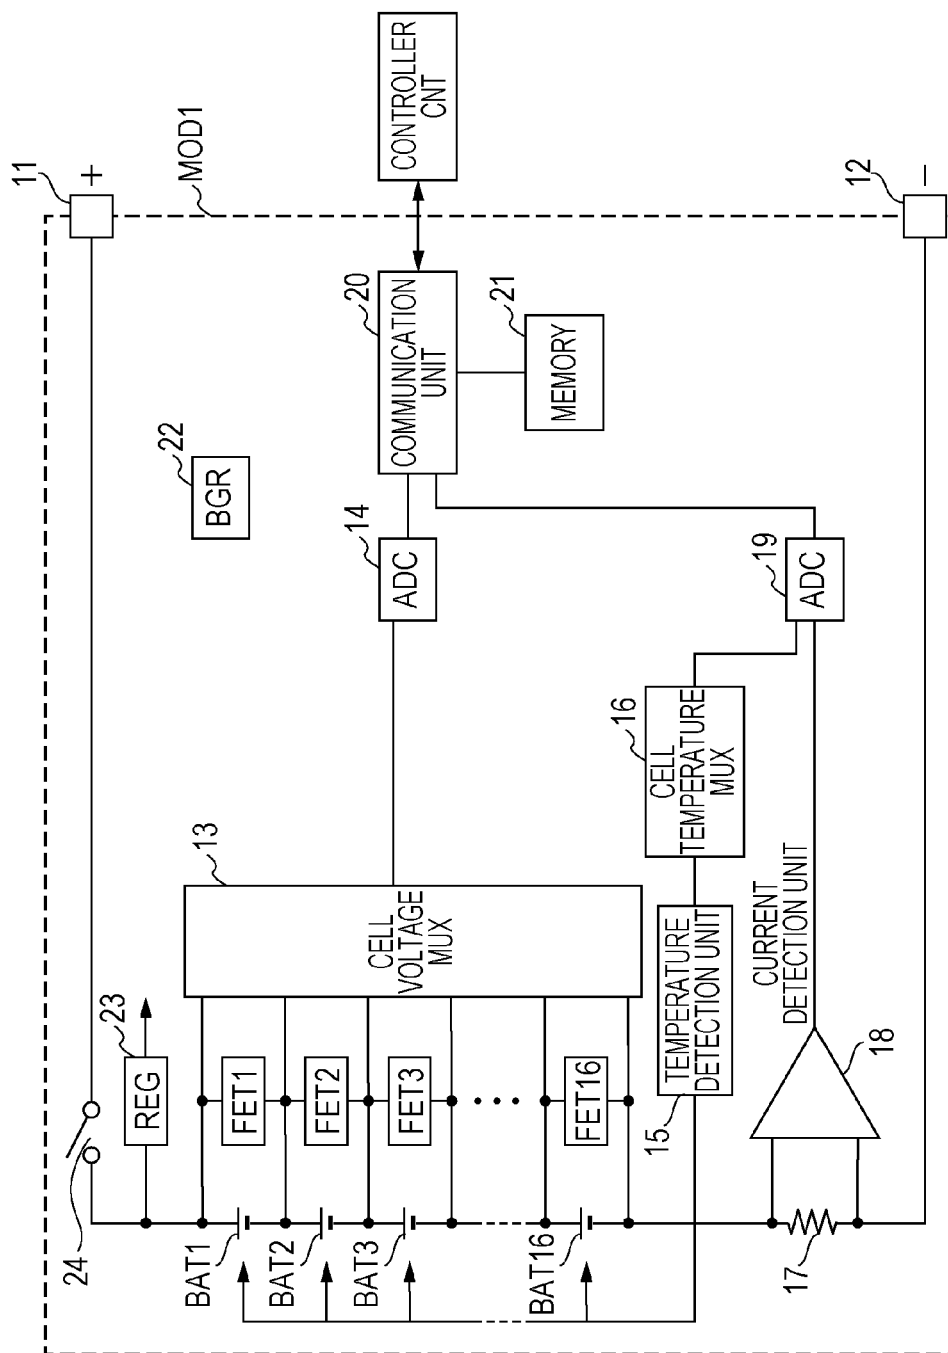 24
REG
23
11
+
MOD1
BAT1
BAT2
BAT3
BAT16
FET1
FET2
FET3
FET16
13
CELL
VOLTAGE
MUX
14
ADC
22
BGR
20
COMMUNICATION
UNIT
21
MEMORY
CONTROLLER
CNT
15
TEMPERATURE
DETECTION UNIT
16
CELL
TEMPERATURE
MUX
19
ADC
17
18
CURRENT
DETECTION UNIT
12
−